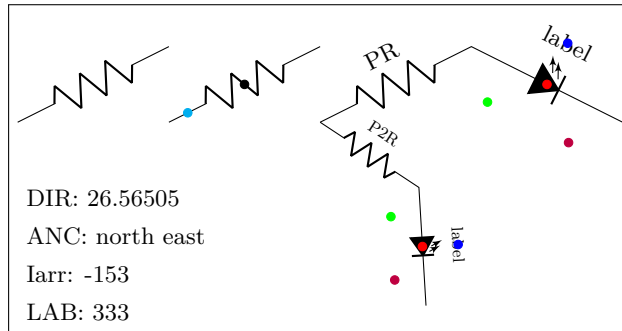 label
PR
P2R
label
DIR: 26.56505
ANC: north east
Iarr: -153
LAB: 333